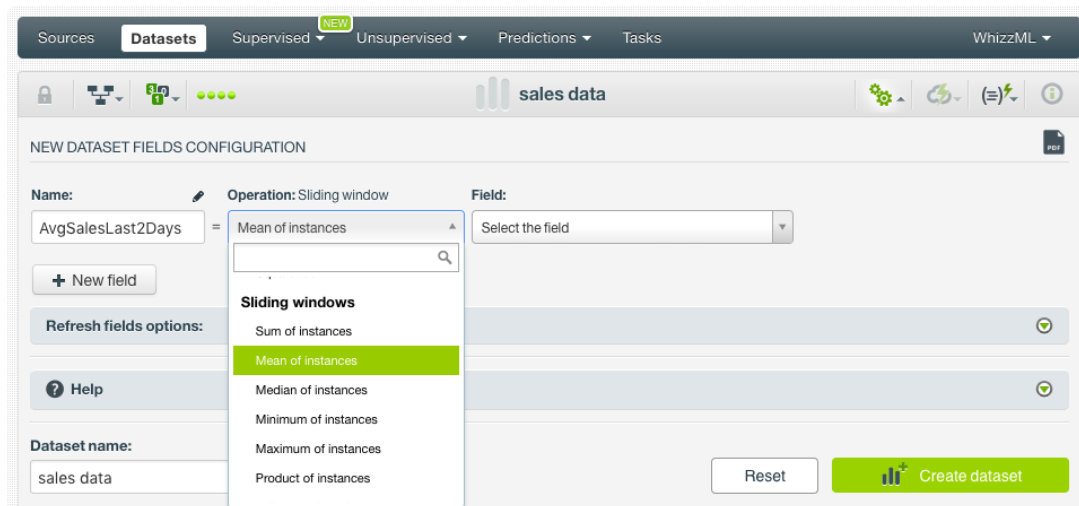 NEW
Sources Datasets Supervised Unsupervised Predictions Tasks WhizzML
sales data
NEW DATASET FIELDS CONFIGURATION
PDF
Name: Operation: Sliding window Field:
AvgSalesLast2Days = Mean of instances Select the field
+ New field
Sliding windows
Refresh fields options:
Sum of instances
Mean of instances
? Help
Median of instances
Minimum of instances
Dataset name:
Maximum of instances
sales data
Product of instances
Reset
Create dataset